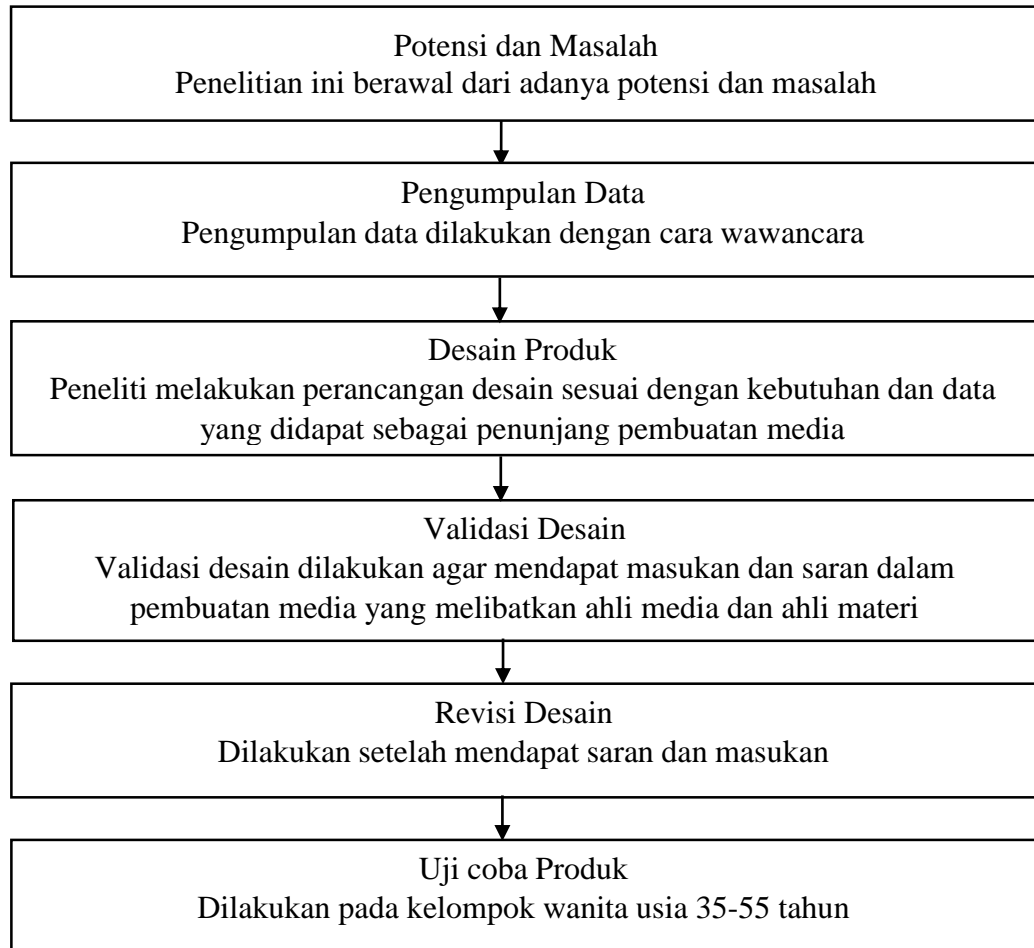 Potensi dan Masalah
Penelitian ini berawal dari adanya potensi dan masalah
Pengumpulan Data
Pengumpulan data dilakukan dengan cara wawancara
Desain Produk
Peneliti melakukan perancangan desain sesuai dengan kebutuhan dan data
yang didapat sebagai penunjang pembuatan media
Validasi Desain
Validasi desain dilakukan agar mendapat masukan dan saran dalam
pembuatan media yang melibatkan ahli media dan ahli materi
Revisi Desain
Dilakukan setelah mendapat saran dan masukan
Uji coba Produk
Dilakukan pada kelompok wanita usia 35-55 tahun